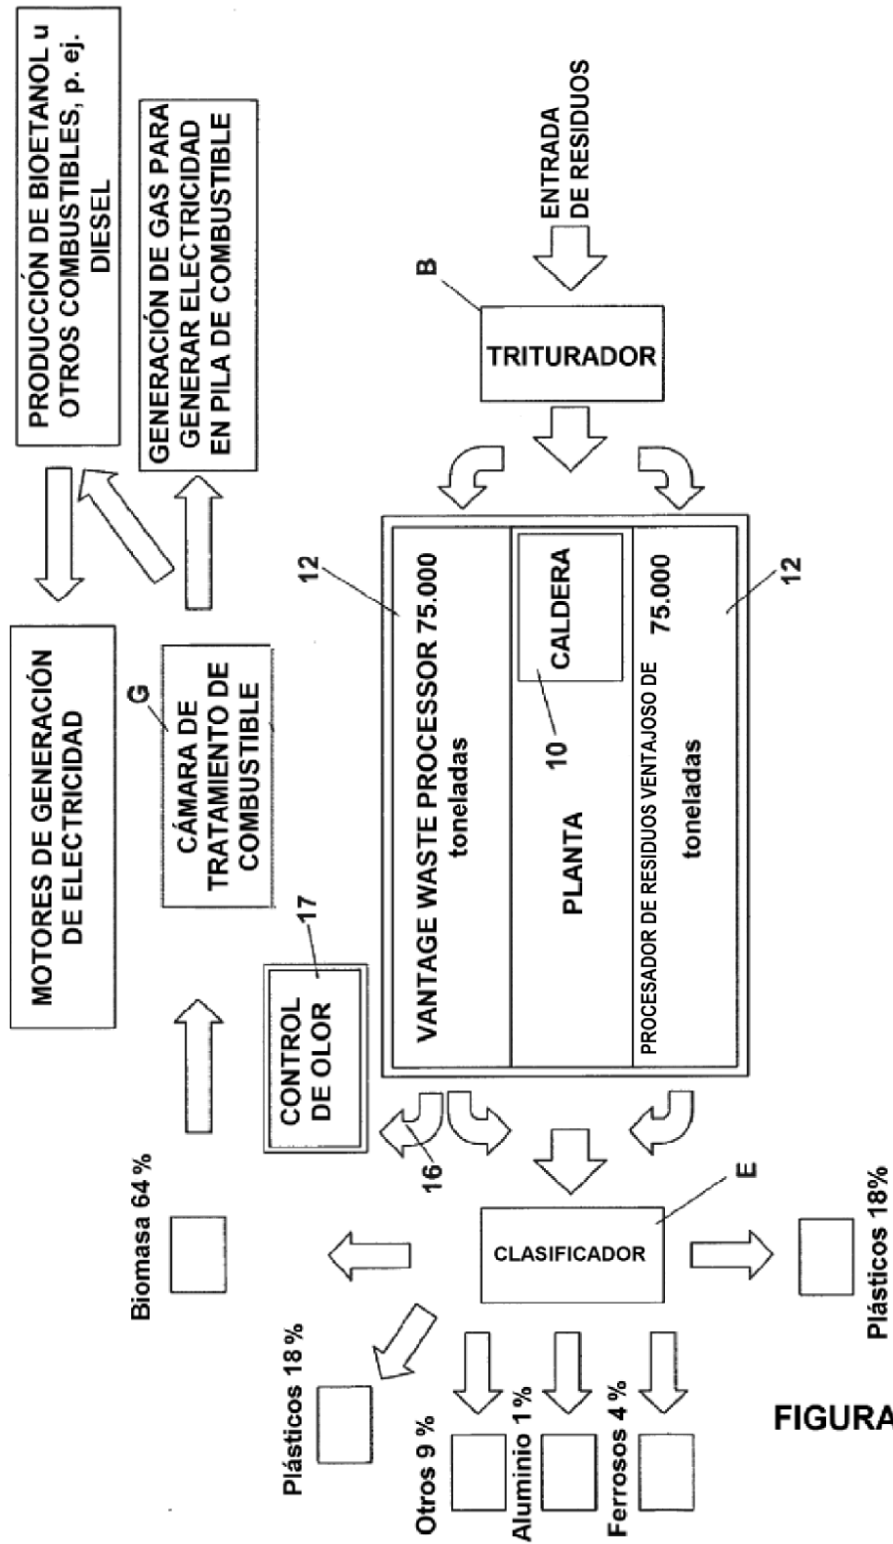 PRODUCCIÓN DE BIOETANOL u
OTROS COMBUSTIBLES, p. ej.
DIESEL
GENERACIÓN DE GAS PARA
GENERAR ELECTRICIDAD
EN PILA DE COMBUSTIBLE
MOTORES DE GENERACIÓN
DE ELECTRICIDAD
G
CÁMARA DE
TRATAMIENTO DE
COMBUSTIBLE
ENTRADA
DE RESIDUOS
B
TRITURADOR
12
VANTAGE WASTE PROCESSOR 75.000
toneladas
CALDERA
10
PLANTA
PROCESADOR DE RESIDUOS VENTAJOSO DE 75.000
toneladas
12
17
CONTROL
DE OLOR
16
E
CLASIFICADOR
Biomasa 64 %
Plásticos 18%
Otros 9 %
Aluminio 1 %
Ferrosos 4 %
Plásticos 18%
FIGURA